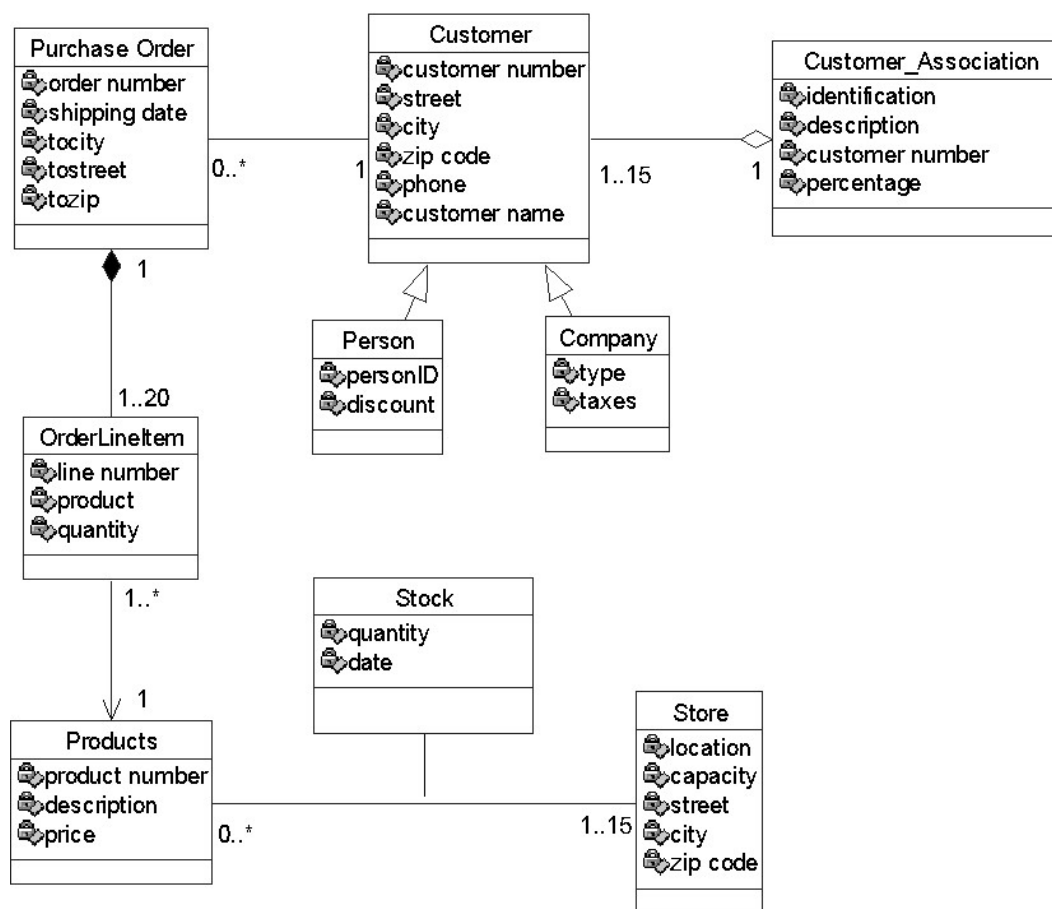 Purchase Order
order number
shipping date
tocity
tostreet
tozip
0..*
1
Customer
customer number
street
city
zip code
phone
customer name
1..15
1
Customer_Association
identification
description
customer number
percentage
1
1..20
Person
personID
discount
Company
type
taxes
OrderLineItem
line number
product
quantity
1..*
1
Stock
quantity
date
Products
product number
description
price
0..*
1..15
Store
location
capacity
street
city
zip code